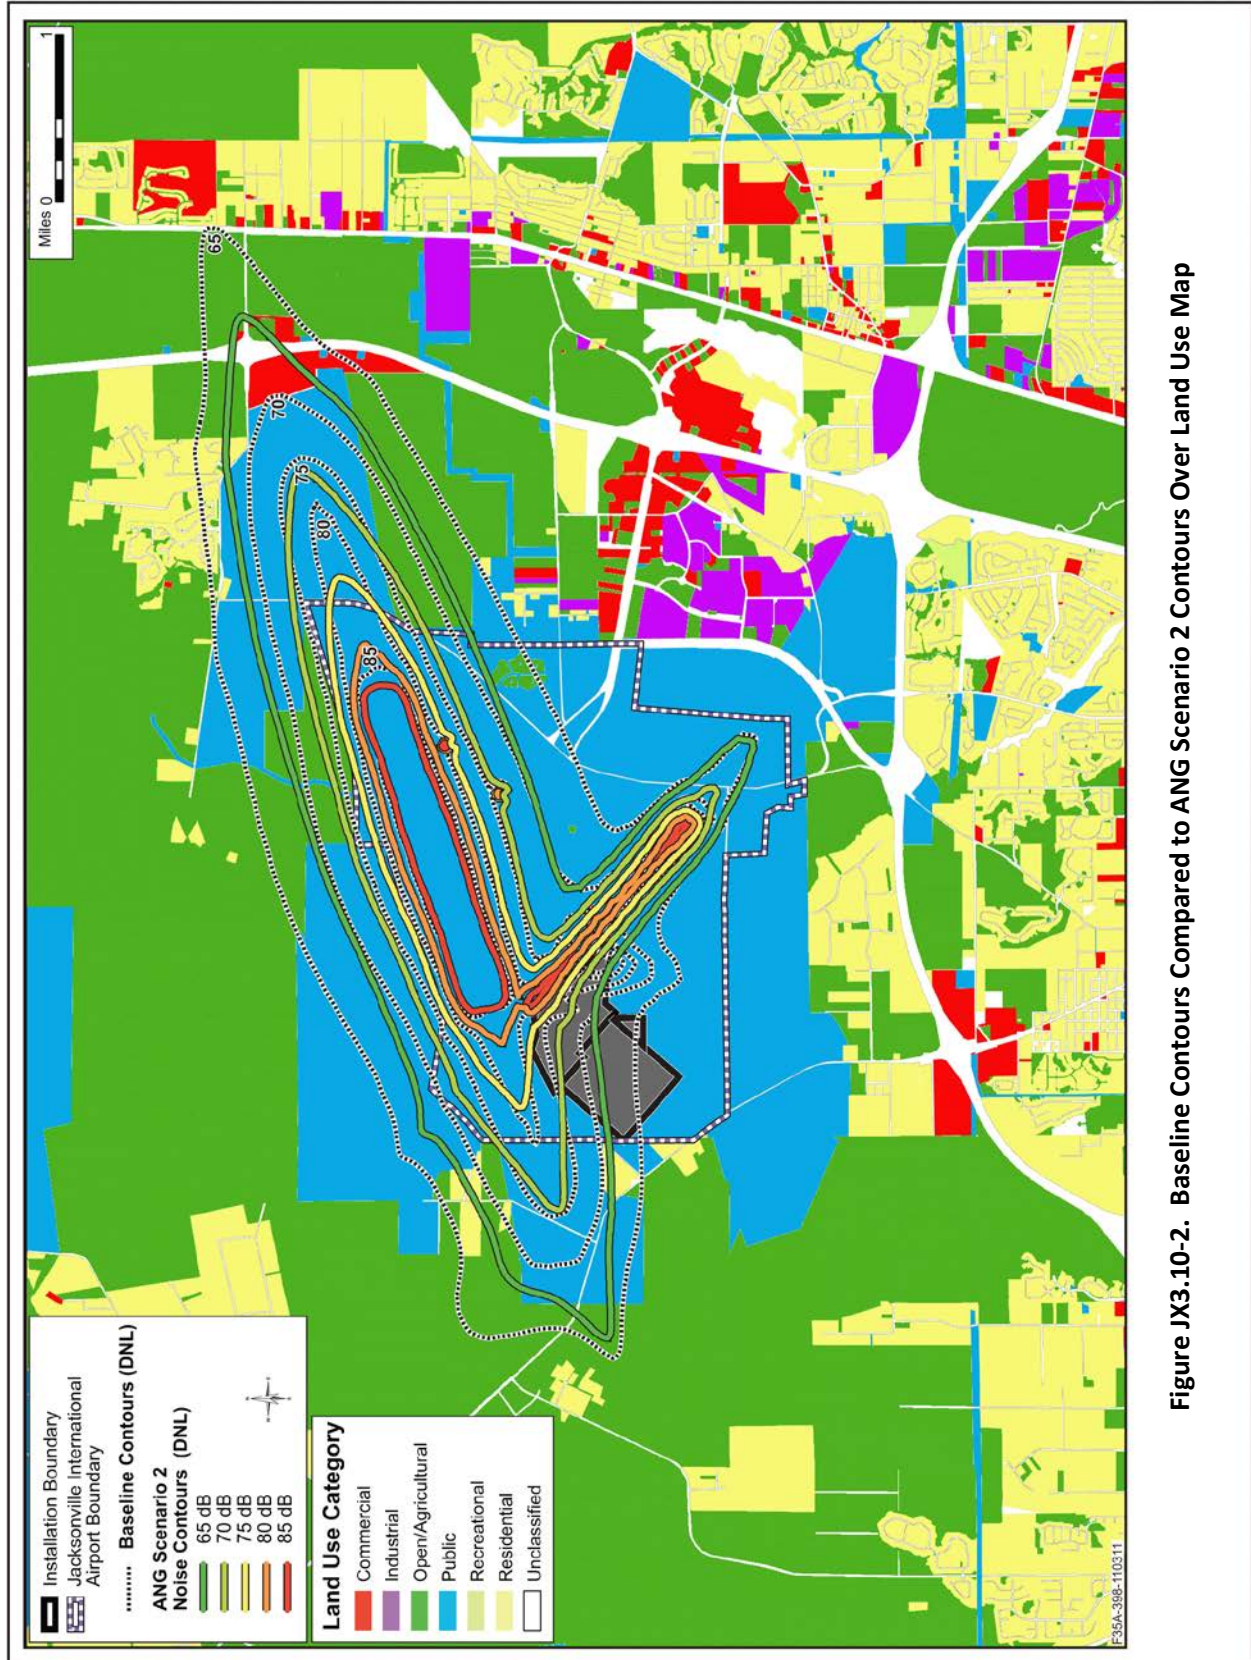 Miles 0
1
Installation Boundary
Jacksonville International
Airport Boundary
Baseline Contours (DNL)
ANG Scenario 2
Noise Contours (DNL)
65 dB
70 dB
75 dB
80 dB
85 dB
Land Use Category
Commercial
Industrial
Open/Agricultural
Public
Recreational
Residential
Unclassified
65
70
75
80
85
F35A-398-110311
Figure JX3.10-2. Baseline Contours Compared to ANG Scenario 2 Contours Over Land Use Map